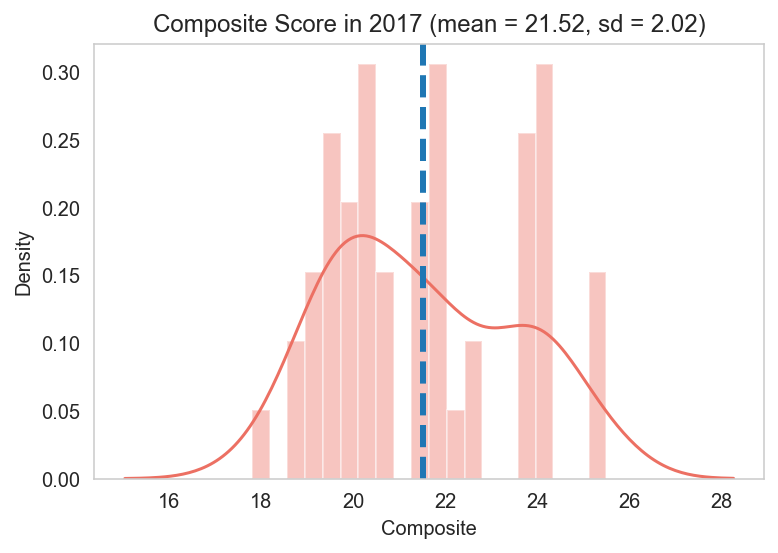 Composite Score in 2017 (mean = 21.52, sd = 2.02)
0.30
0.25
0.20
0.15
0.10
0.05
0.00
Density
16 18 20 22 24 26 28
Composite